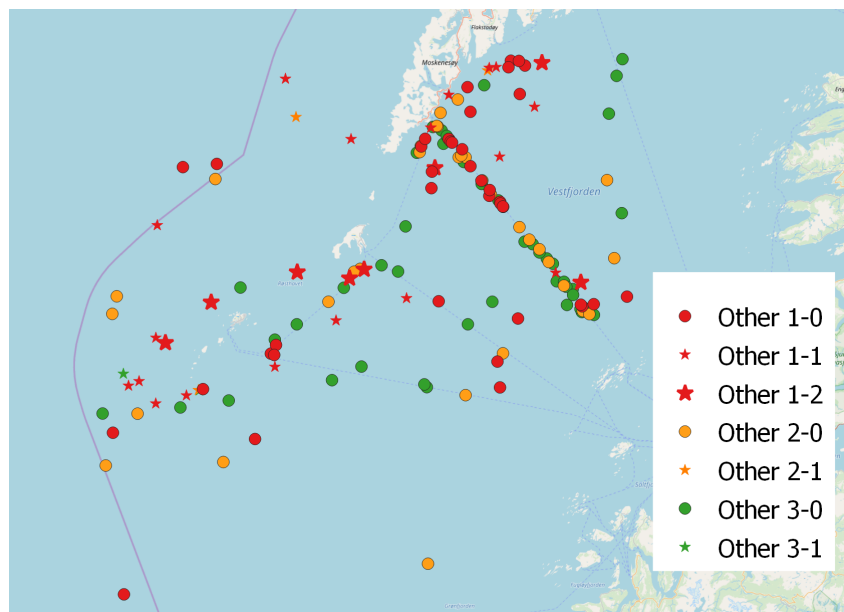 Flakstadøy
Moskenesøy
Vestfjorden
Other 1-0
Other 1-1
Other 1-2
Other 2-0
Other 2-1
Other 3-0
Other 3-1